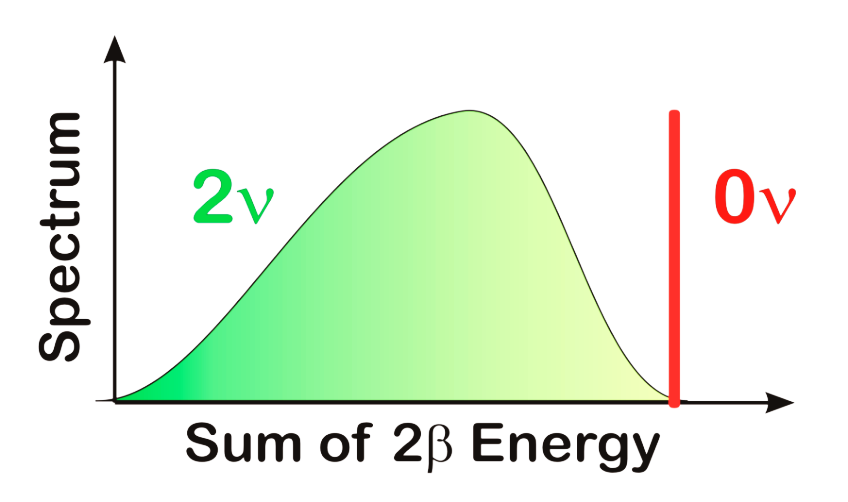 Spectrum
2ν
0ν
Sum of 2β Energy